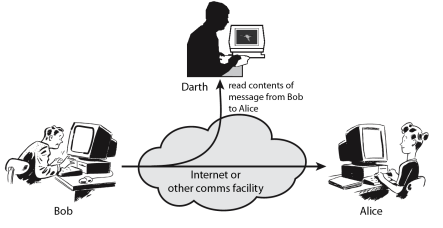 Darth
read contents of
message from Bob
to Alice
Internet or
other comms facility
Bob
Alice